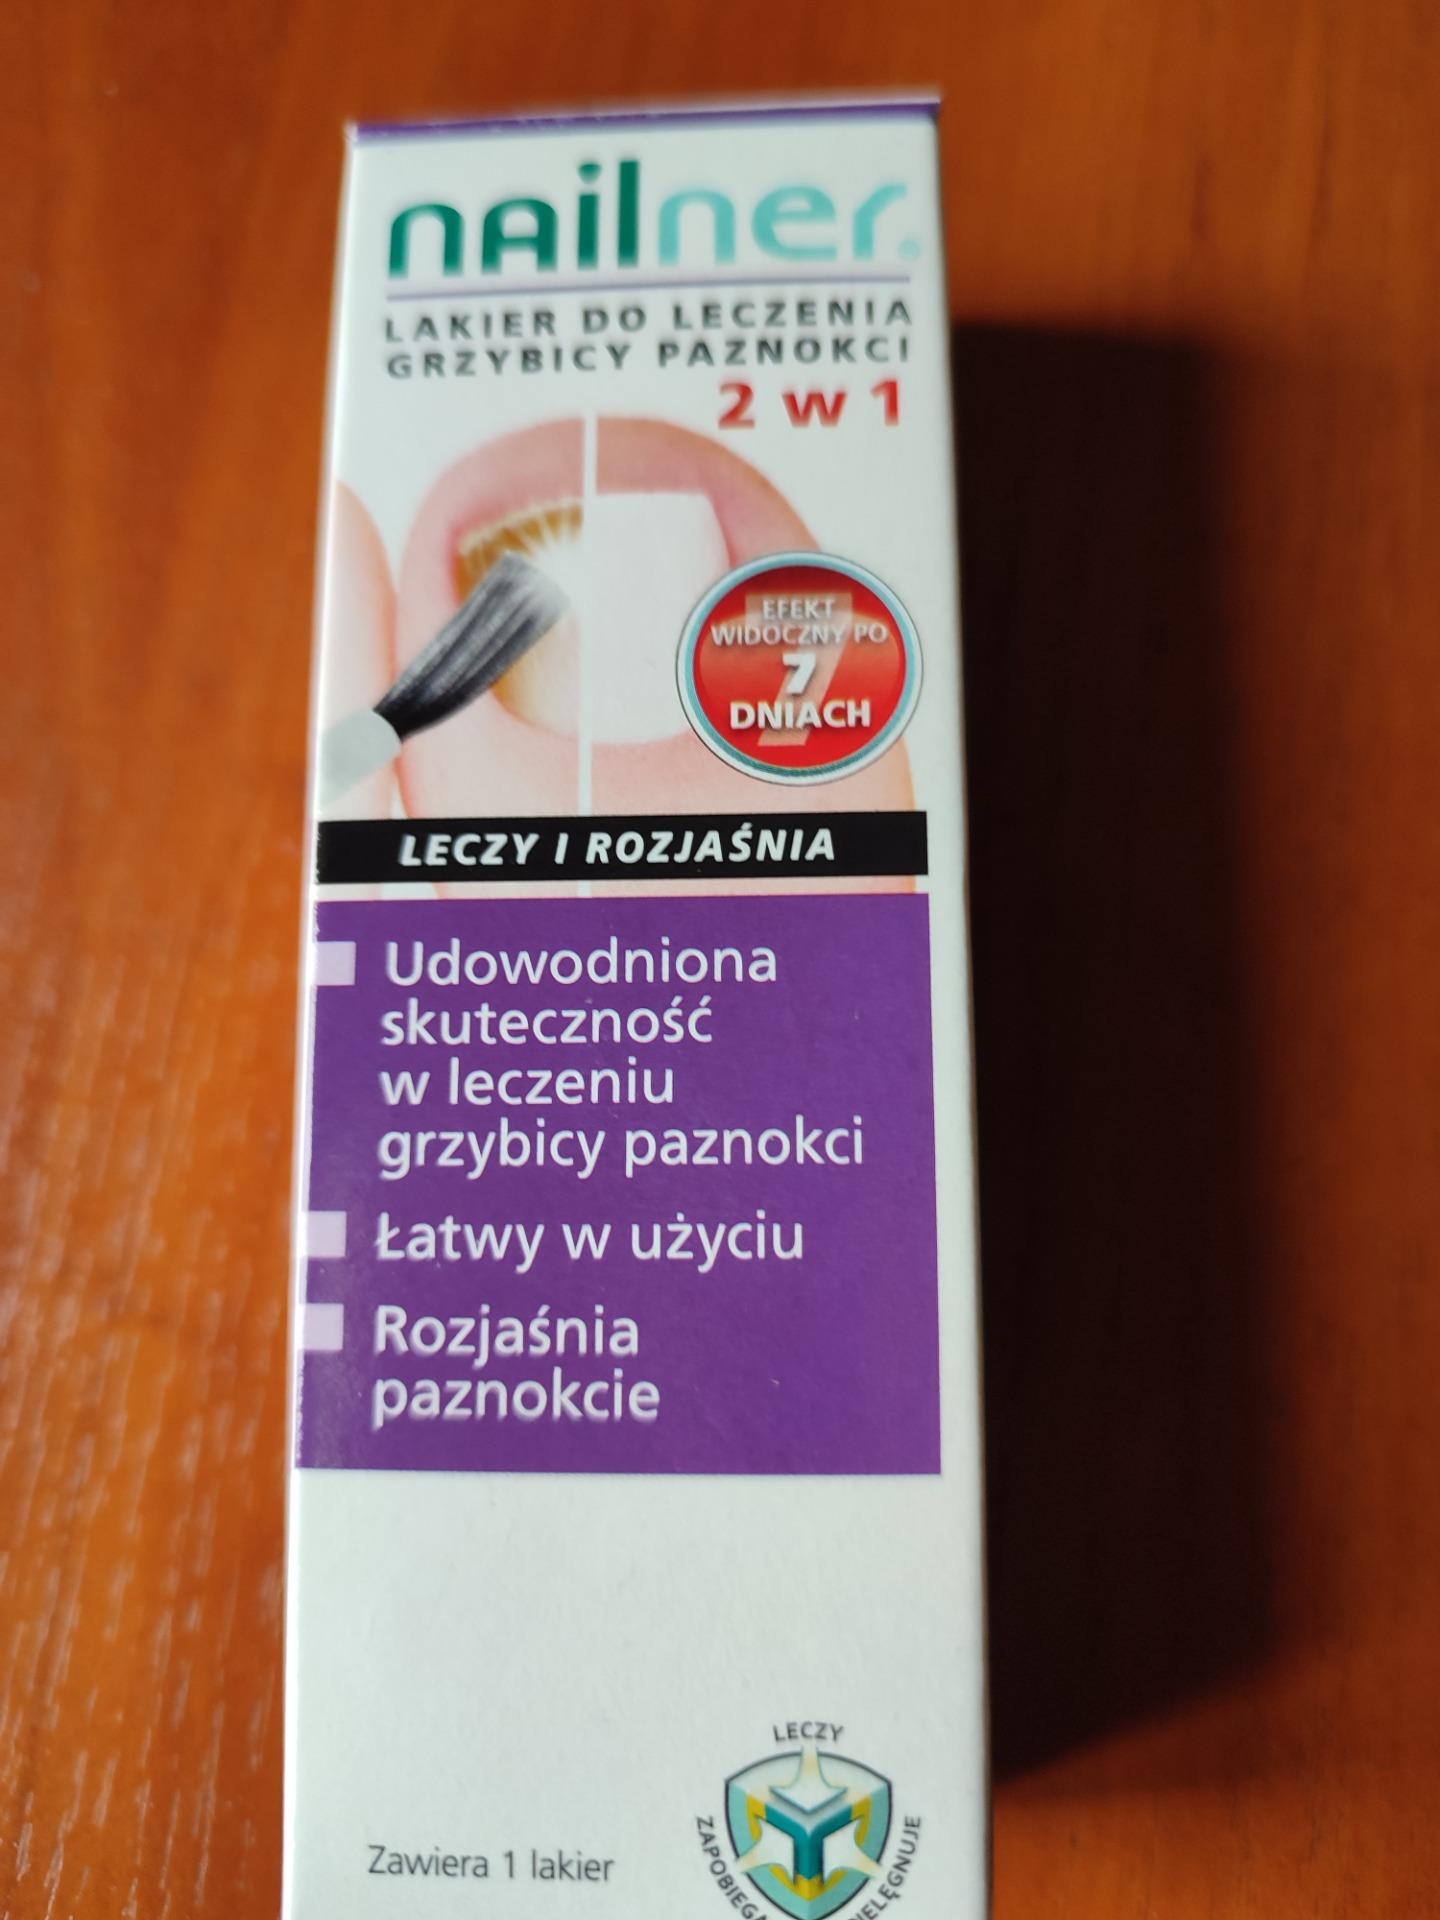 nailner®
LAKIER DO LECZENIA
GRZYBICY PAZNOKCI
2 w 1
EFEKT
WIDOCZNY PO
7
DNIACH
LECZY I ROZJAŚNIA
Udowodniona
skuteczność
w leczeniu
grzybicy paznokci
Łatwy w użyciu
Rozjaśnia
paznokcie
Zawiera 1 lakier
LECZY